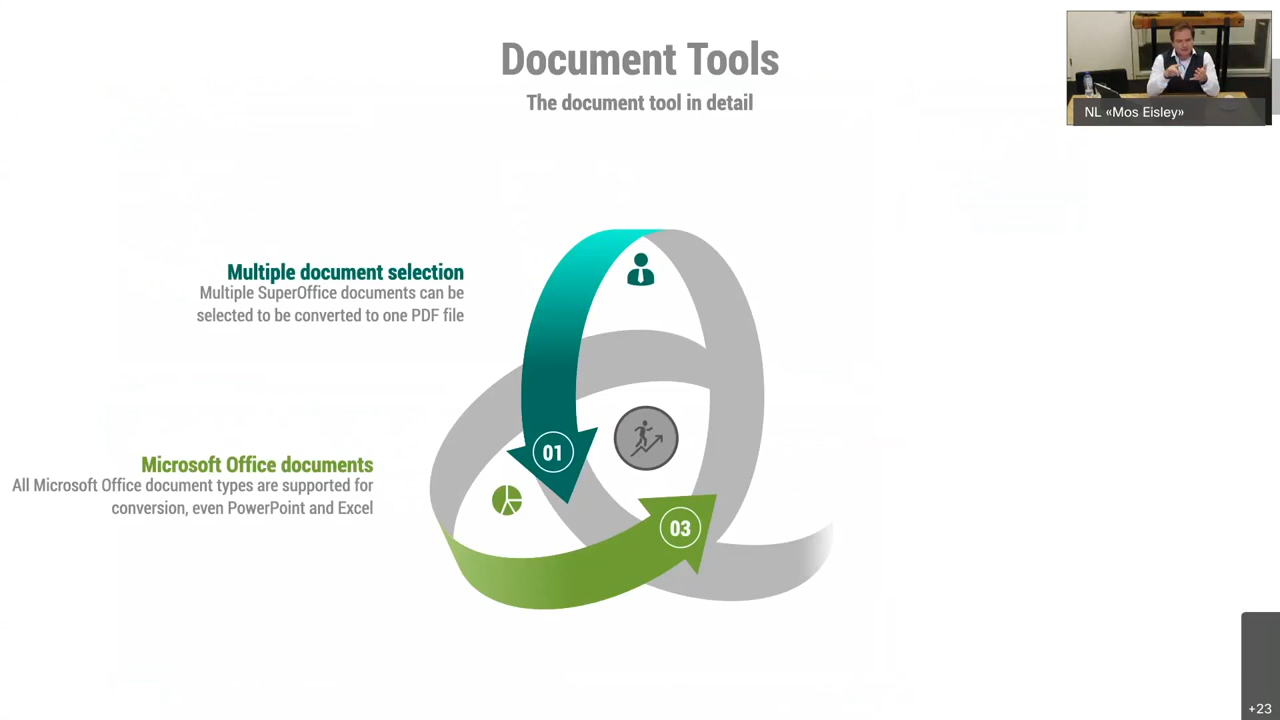 Document Tools
The document tool in detail
NL «Mos Eisley»
Multiple document selection
Multiple SuperOffice documents can be
selected to be converted to one PDF file
01
Microsoft Office documents
All Microsoft Office document types are supported for
conversion, even PowerPoint and Excel
03
+23